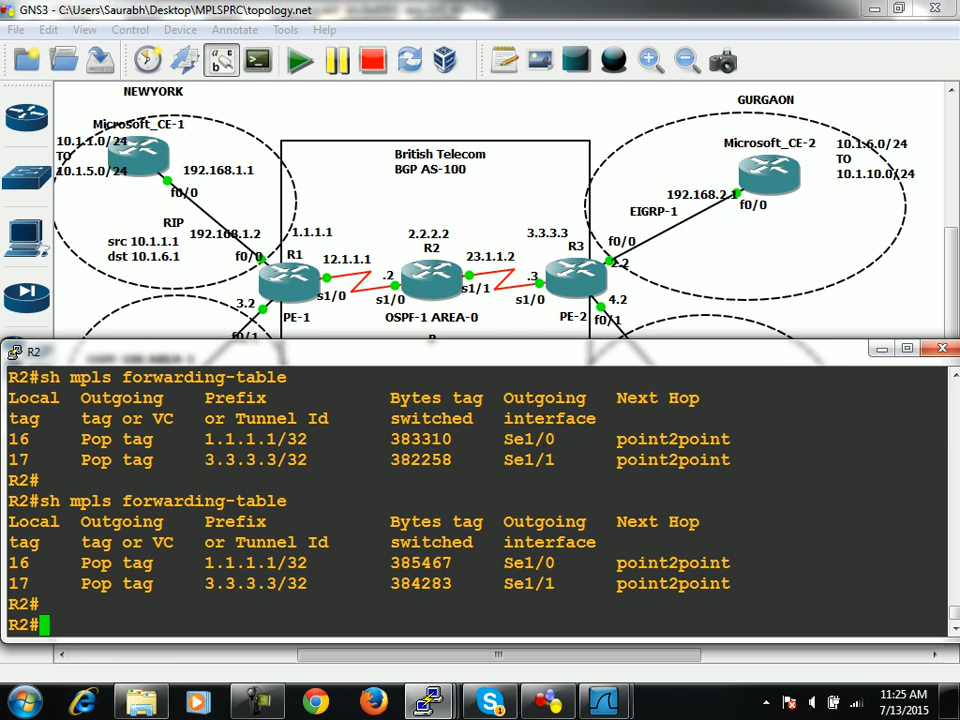 GNS3 - C:\Users\Saurabh\Desktop\MPLSPRC\topology.net
File Edit View Control Device Annotate Tools Help
NEWYORK
GURGAON
Microsoft_CE-1
10.1.1.0/24
TO
10.1.5.0/24
192.168.1.1
f0/0
RIP
192.168.1.2
src 10.1.1.1
dst 10.1.6.1
f0/0
British Telecom
BGP AS-100
Microsoft_CE-2
10.1.6.0/24
TO
10.1.10.0/24
192.168.2.1
f0/0
EIGRP-1
1.1.1.1
R1
12.1.1.1
s1/0
PE-1
3.2
f0/1
2.2.2.2
R2
.2
s1/0
23.1.1.2
s1/1
OSPF-1 AREA-0
3.3.3.3
R3
f0/0
2.2
.3
s1/0
PE-2
4.2
f0/1
R2
R2#sh mpls forwarding-table
Local Outgoing Prefix Bytes tag Outgoing Next Hop
tag tag or VC or Tunnel Id switched interface
16 Pop tag 1.1.1.1/32 383310 Se1/0 point2point
17 Pop tag 3.3.3.3/32 382258 Se1/1 point2point
R2#
R2#sh mpls forwarding-table
Local Outgoing Prefix Bytes tag Outgoing Next Hop
tag tag or VC or Tunnel Id switched interface
16 Pop tag 1.1.1.1/32 385467 Se1/0 point2point
17 Pop tag 3.3.3.3/32 384283 Se1/1 point2point
R2#
R2#
11:25 AM
7/13/2015